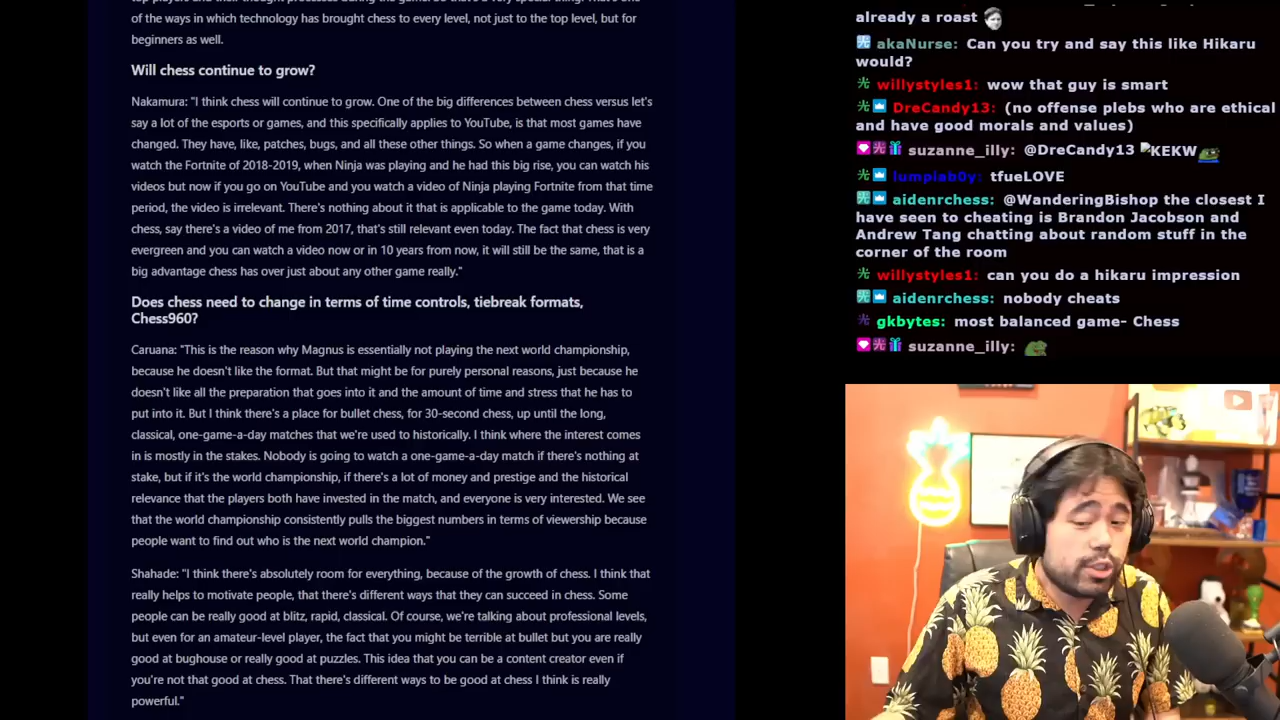 of the ways in which technology has brought chess to every level, not just to the top level, but for
beginners as well.
Will chess continue to grow?
Nakamura: "I think chess will continue to grow. One of the big differences between chess versus let's
say a lot of the esports or games, and this specifically applies to YouTube, is that most games have
changed. They have, like, patches, bugs, and all these other things. So when a game changes, if you
watch the Fortnite of 2018-2019, when Ninja was playing and he had this big rise, you can watch his
videos but now if you go on YouTube and you watch a video of Ninja playing Fortnite from that time
period, the video is irrelevant. There's nothing about it that is applicable to the game today. With
chess, say there's a video of me from 2017, that's still relevant even today. The fact that chess is very
evergreen and you can watch a video now or in 10 years from now, it will still be the same, that is a
big advantage chess has over just about any other game really."
Does chess need to change in terms of time controls, tiebreak formats,
Chess960?
Caruana: "This is the reason why Magnus is essentially not playing the next world championship,
because he doesn't like the format. But that might be for purely personal reasons, just because he
doesn't like all the preparation that goes into it and the amount of time and stress that he has to
put into it. But I think there's a place for bullet chess, for 30-second chess, up until the long,
classical, one-game-a-day matches that we're used to historically. I think where the interest comes
in is mostly in the stakes. Nobody is going to watch a one-game-a-day match if there's nothing at
stake, but if it's the world championship, if there's a lot of money and prestige and the historical
relevance that the players both have invested in the match, and everyone is very interested. We see
that the world championship consistently pulls the biggest numbers in terms of viewership because
people want to find out who is the next world champion."
Shahade: "I think there's absolutely room for everything, because of the growth of chess. I think that
really helps to motivate people, that there's different ways that they can succeed in chess. Some
people can be really good at blitz, rapid, classical. Of course, we're talking about professional levels,
but even for an amateur-level player, the fact that you might be terrible at bullet but you are really
good at bughouse or really good at puzzles. This idea that you can be a content creator even if
you're not that good at chess. That there's different ways to be good at chess I think is really
powerful."
already a roast
akaNurse: Can you try and say this like Hikaru
would?
willystyles1: wow that guy is smart
DreCandy13: (no offense plebs who are ethical
and have good morals and values)
suzanne_illy: @DreCandy13 KEKW
lumpiab0y: tfueLOVE
aidenrchess: @WanderingBishop the closest I
have seen to cheating is Brandon Jacobson and
Andrew Tang chatting about random stuff in the
corner of the room
willystyles1: can you do a hikaru impression
aidenrchess: nobody cheats
gkbytes: most balanced game- Chess
suzanne_illy: